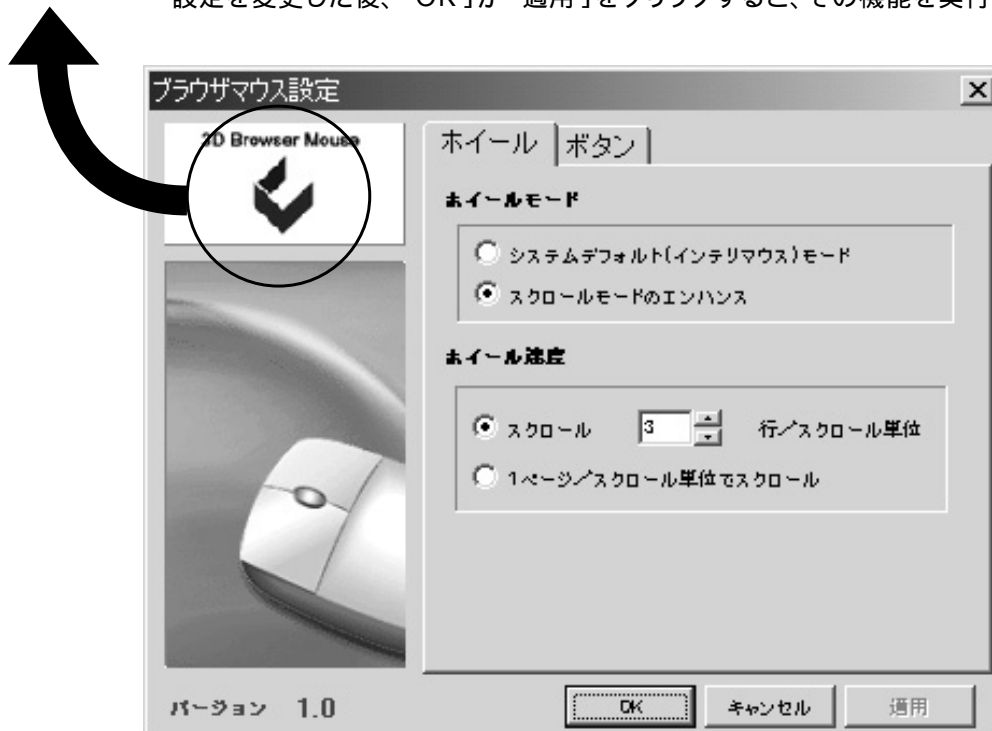 設定を変更した後、「OK」か「適用」をクリックすると、その機能を実行
ブラウザマウス設定
3D Browser Mouse
ホイール ボタン
ホイールモード
システムデフォルト(インテリマウス)モード
スクロールモードのエンハンス
ホイール速度
スクロール 3 行/スクロール単位
1ページ/スクロール単位でスクロール
バージョン 1.0
OK キャンセル 適用